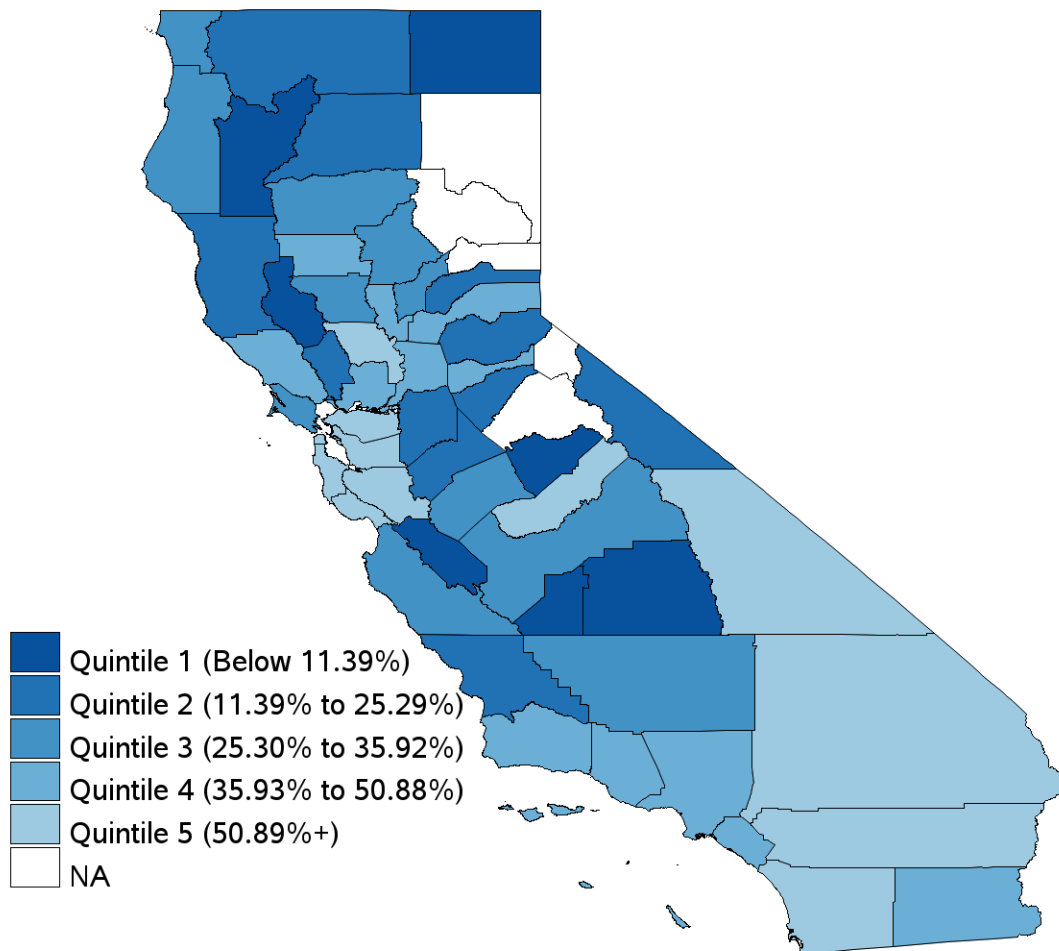 Quintile 1 (Below 11.39%)
Quintile 2 (11.39% to 25.29%)
Quintile 3 (25.30% to 35.92%)
Quintile 4 (35.93% to 50.88%)
Quintile 5 (50.89%+)
NA